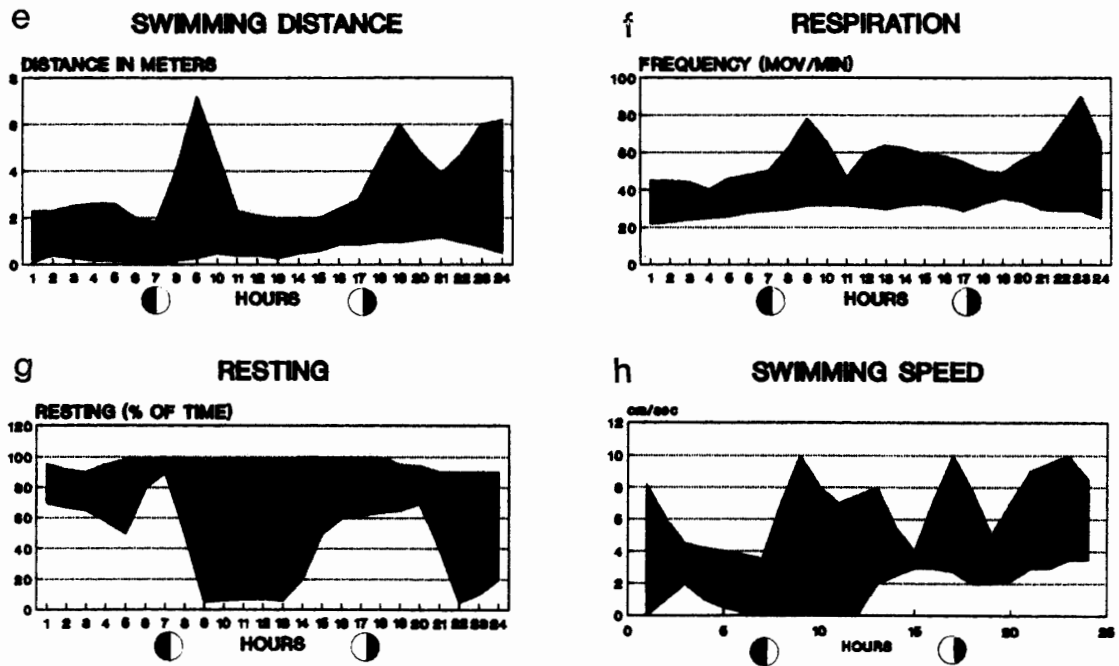 e SWIMMING DISTANCE
DISTANCE IN METERS
8
6
4
2
0
1 2 3 4 5 6 7 8 9 10 11 12 13 14 15 16 17 18 19 20 21 22 23 24
HOURS
f RESPIRATION
FREQUENCY (MOV/MIN)
100
80
60
40
20
0
1 2 3 4 5 6 7 8 9 10 11 12 13 14 15 16 17 18 19 20 21 22 23 24
HOURS
g RESTING
RESTING (% OF TIME)
120
100
80
60
40
20
0
1 2 3 4 5 6 7 8 9 10 11 12 13 14 15 16 17 18 19 20 21 22 23 24
HOURS
h SWIMMING SPEED
cm/sec
12
10
8
6
4
2
0
0 5 10 15 20 25
HOURS